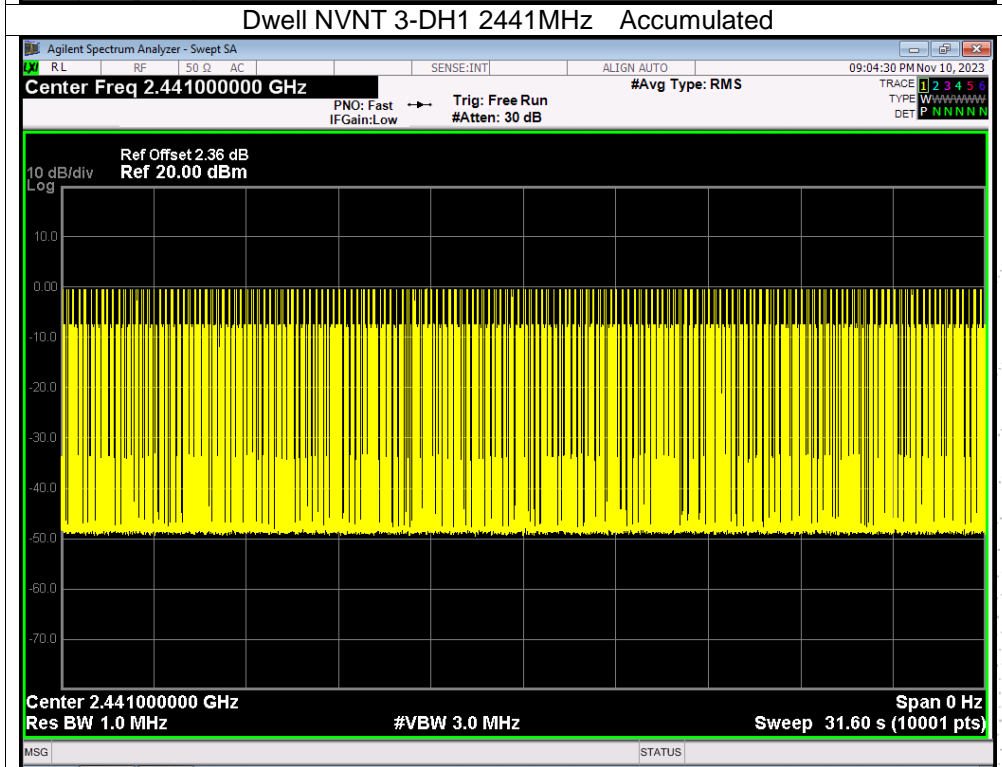 Dwell NVNT 3-DH1 2441MHz Accumulated
Agilent Spectrum Analyzer - Swept SA
LXI RL RF 50 Ω AC SENSE:INT ALIGN AUTO 09:04:30 PM Nov 10, 2023
Center Freq 2.441000000 GHz #Avg Type: RMS TRACE 1 2 3 4 5 6
PNO: Fast Trig: Free Run TYPE WWWWWW
IFGain:Low #Atten: 30 dB DET P N N N N N
Ref Offset 2.36 dB
10 dB/div Ref 20.00 dBm
Log
10.0
0.00
-10.0
-20.0
-30.0
-40.0
-50.0
-60.0
-70.0
Center 2.441000000 GHz Span 0 Hz
Res BW 1.0 MHz #VBW 3.0 MHz Sweep 31.60 s (10001 pts)
MSG STATUS